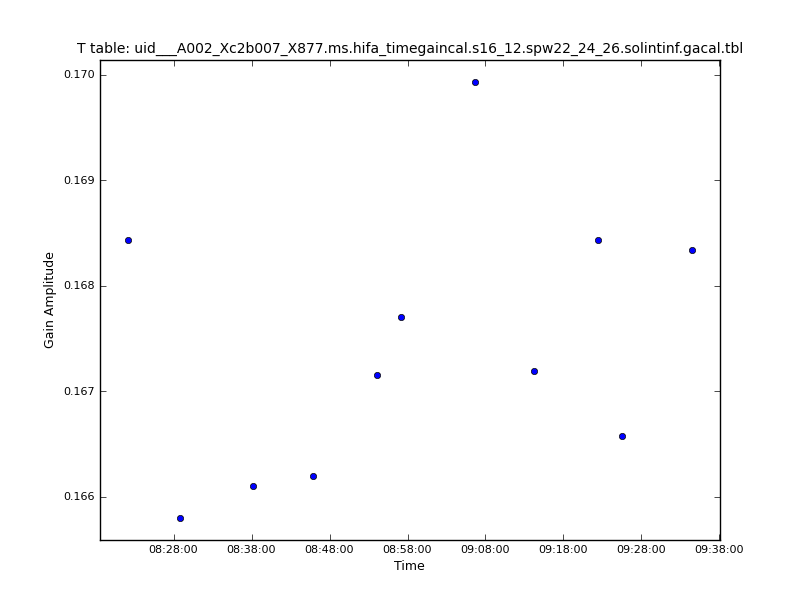 T table: uid___A002_Xc2b007_X877.ms.hifa_timegaincal.s16_12.spw22_24_26.solintinf.gacal.tbl
0.170
0.169
0.168
0.167
0.166
Gain Amplitude
08:28:00 08:38:00 08:48:00 08:58:00 09:08:00 09:18:00 09:28:00 09:38:00
Time